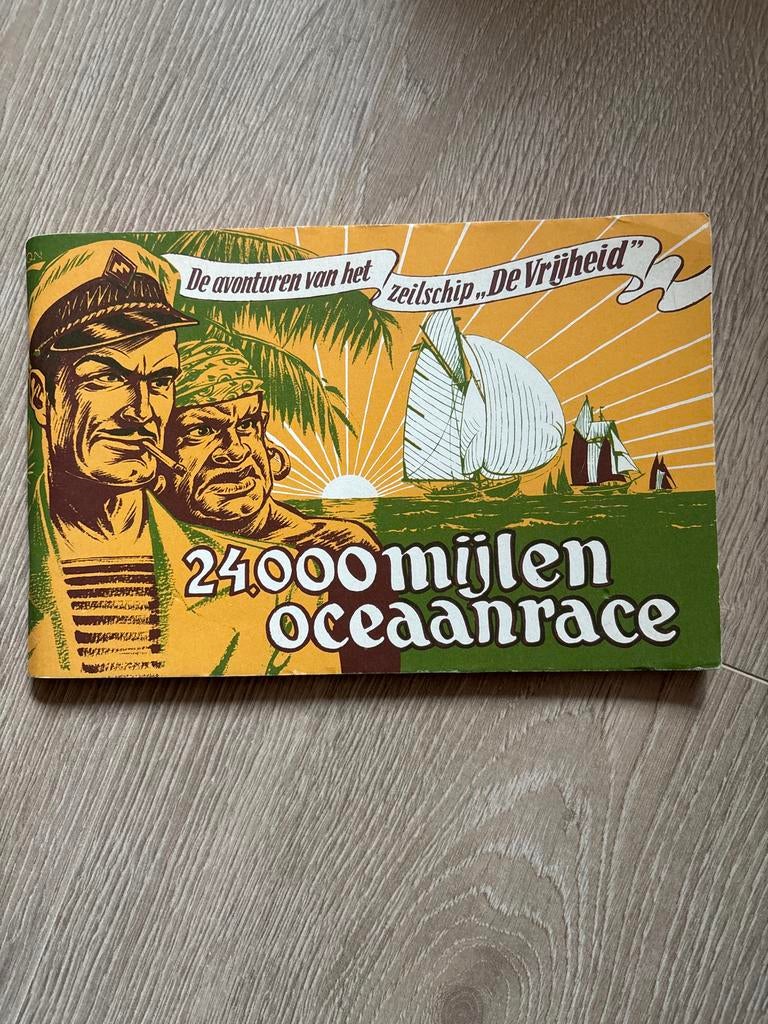 De avonturen van het zeilschip „De Vrijheid”
24.000 mijlen
oceaanrace
M